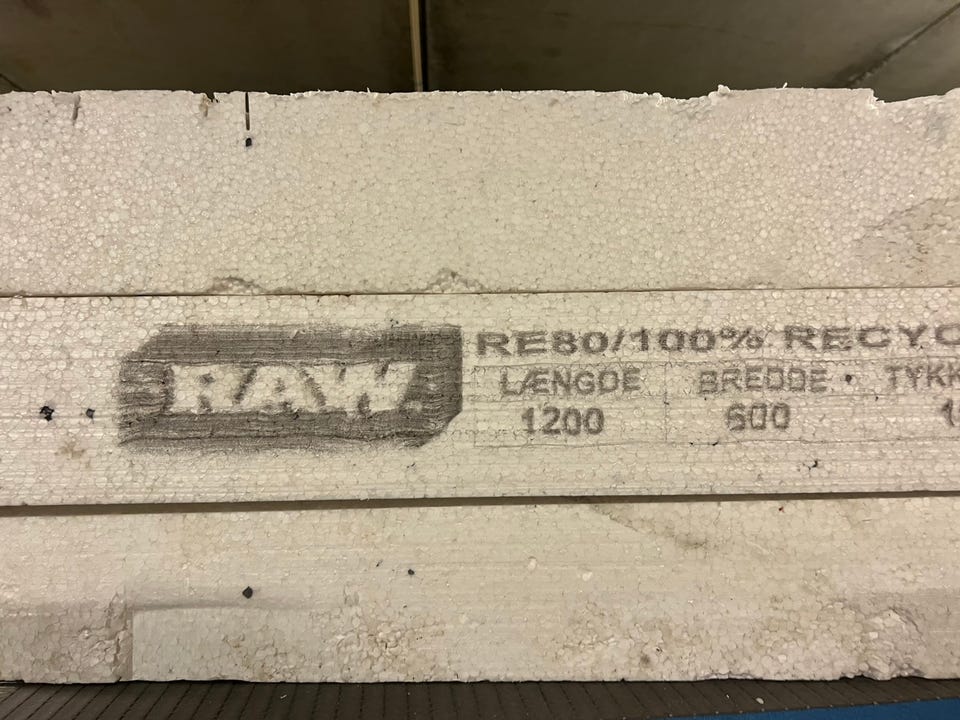 RAW.
RE80/100% RECYC
LÆNGDE BREDDE TYKK
1200 600